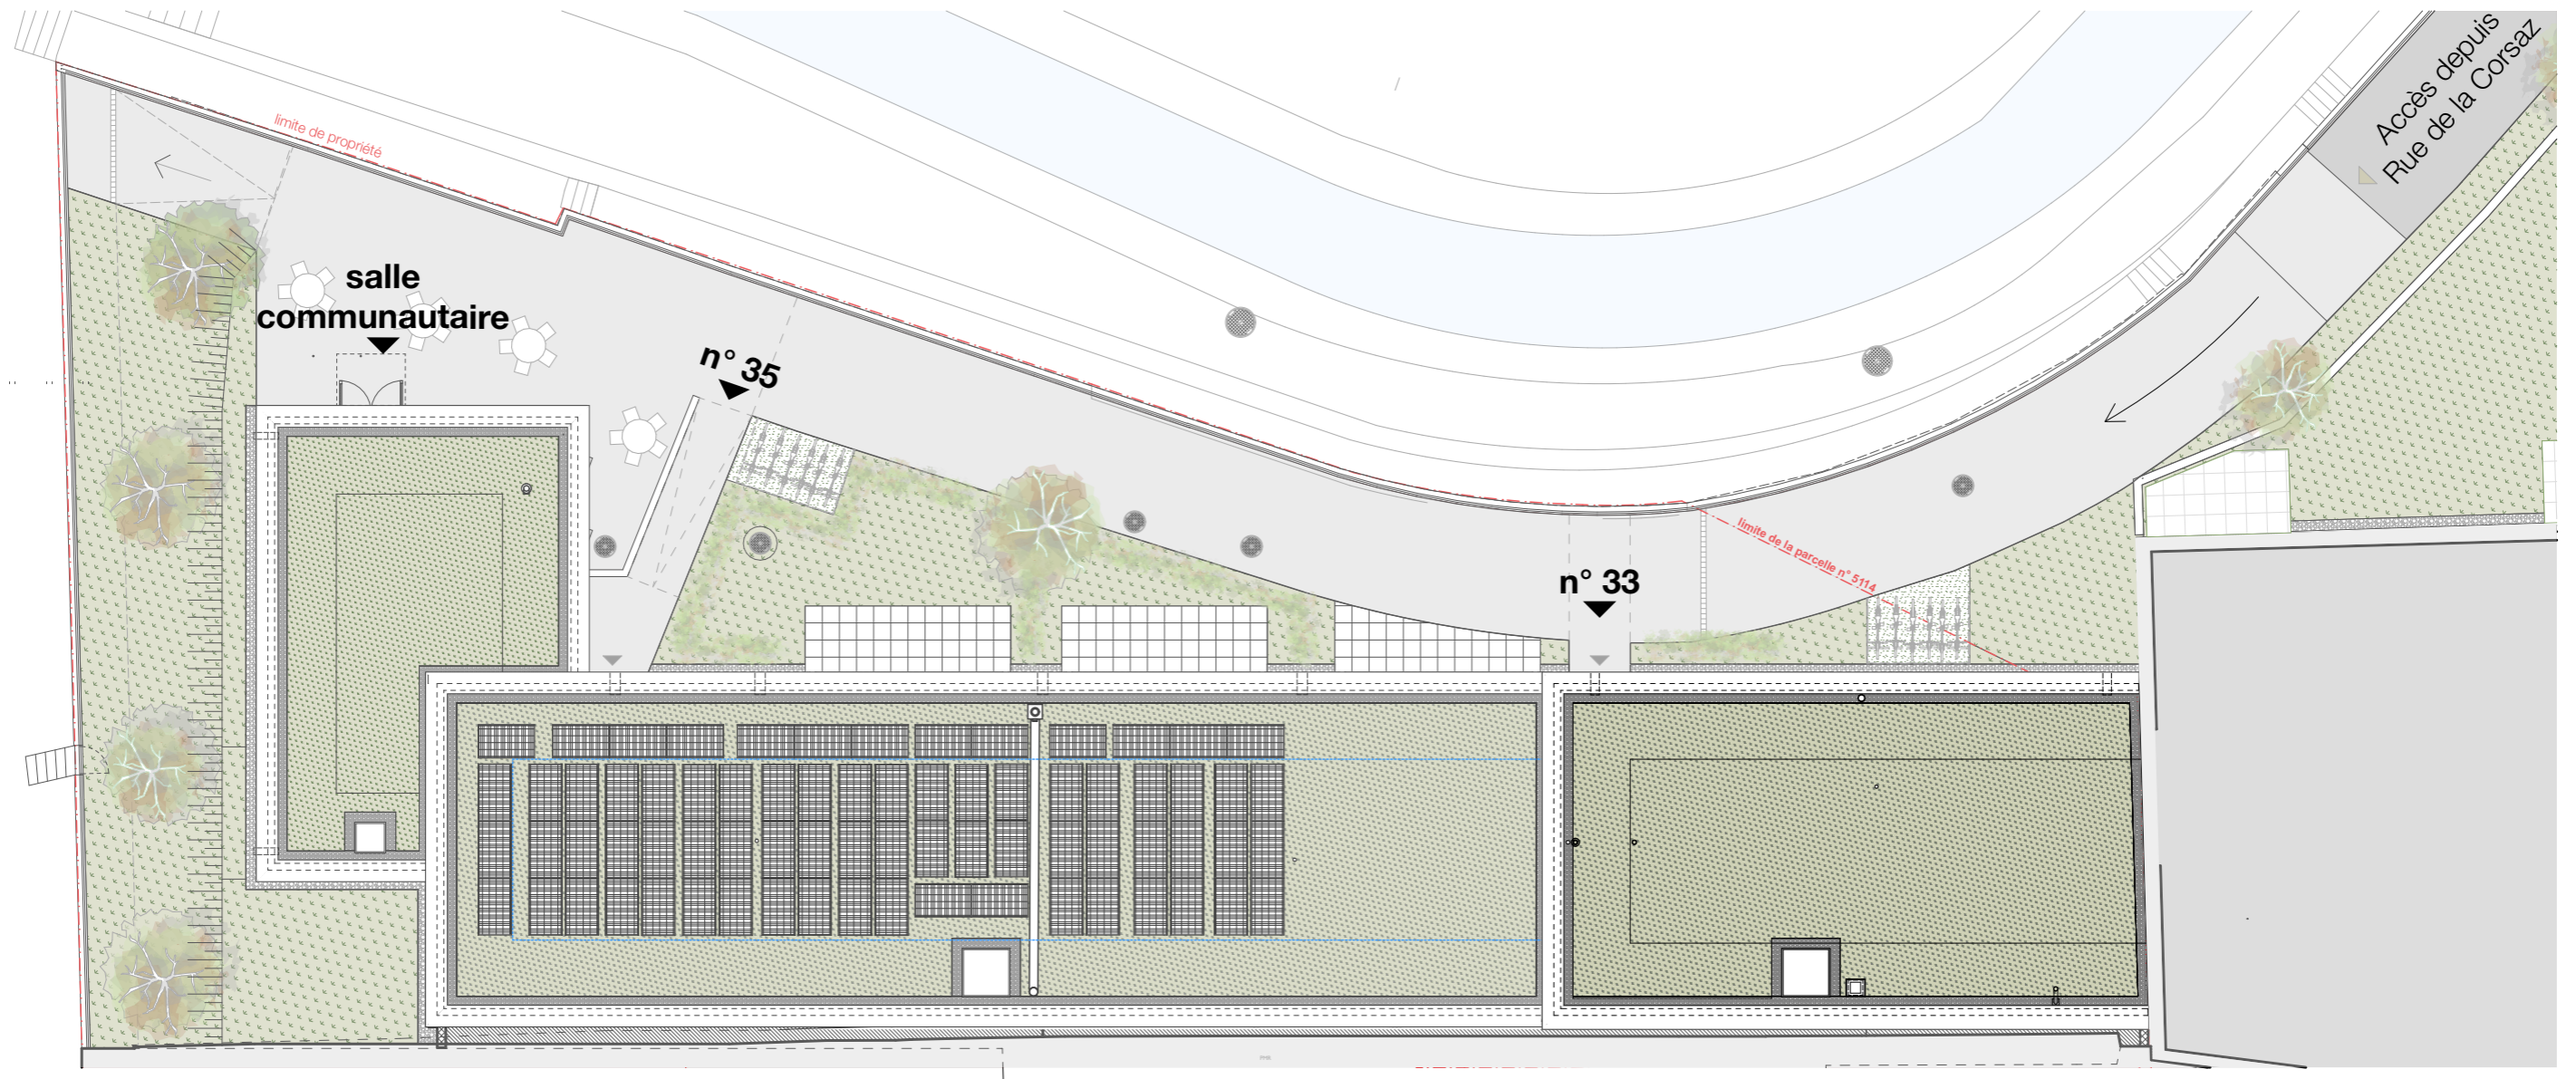 Accès depuis
Rue de la Corsaz
limite de propriété
salle
communautaire
n° 35
n° 33
limite de la parcelle n° 5114